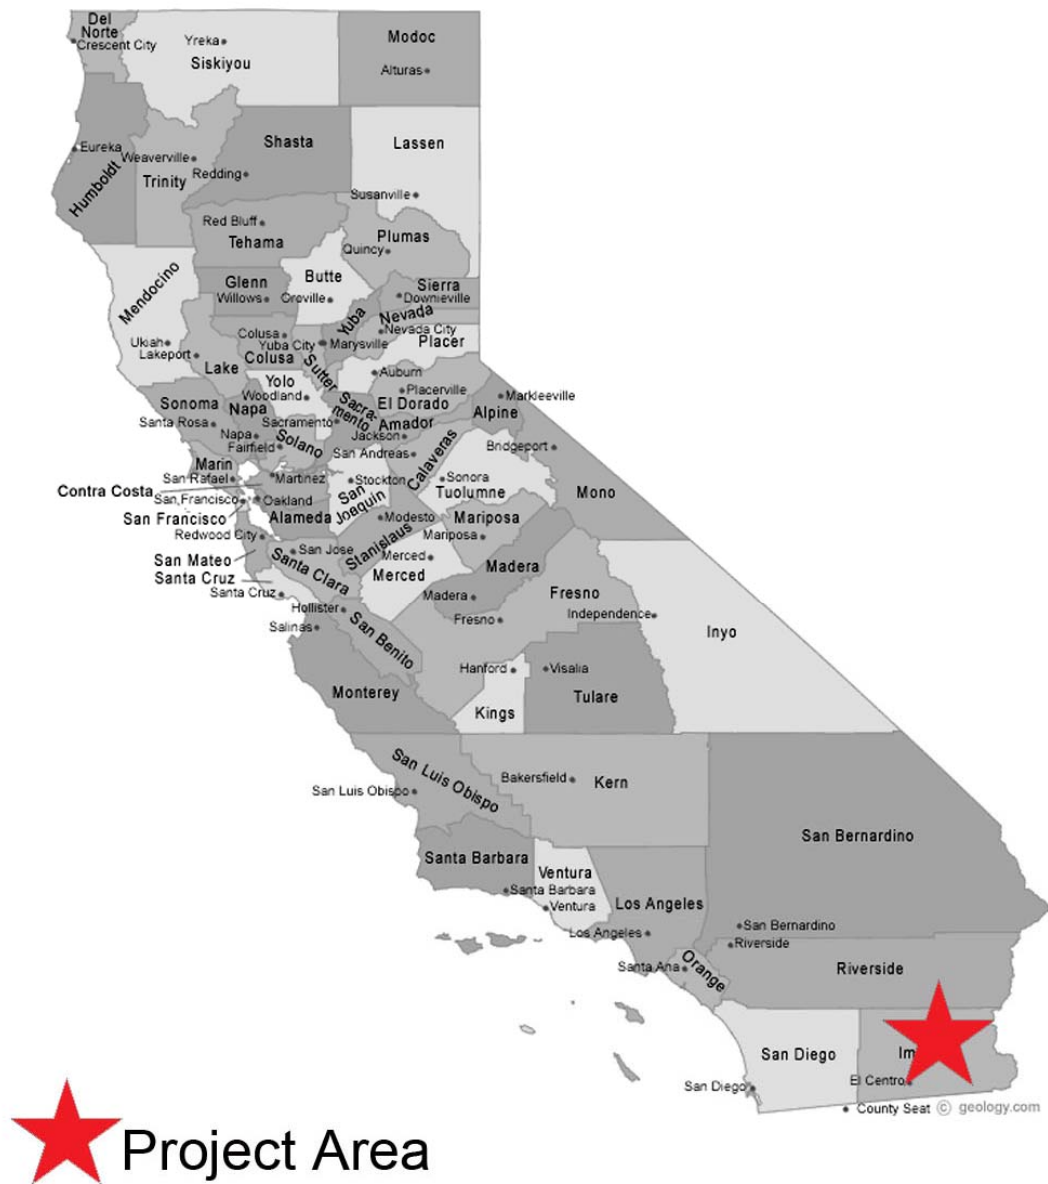 Del
Norte
Crescent City
Yreka
Siskiyou
Modoc
Alturas
Eureka
Humboldt
Weaverville
Trinity
Shasta
Redding
Lassen
Susanville
Red Bluff
Tehama
Plumas
Quincy
Mendocino
Ukiah
Glenn
Willows
Butte
Oroville
Sierra
Downieville
Yuba
Nevada
Nevada City
Placer
Colusa
Yuba City
Marysville
Colusa
Lakeport
Lake
Sutter
Auburn
Yolo
Woodland
Placerville
El Dorado
Markleeville
Alpine
Sonoma
Santa Rosa
Napa
Napa
Sacramento
Sacra-
mento
Amador
Jackson
Fairfield
Solano
San Andreas
Calaveras
Bridgeport
Marin
San Rafael
Martinez
Contra Costa
Stockton
San
Joaquin
Sonora
Tuolumne
Mono
San Francisco
Oakland
San Francisco
Alameda
Modesto
Stanislaus
Mariposa
Mariposa
Redwood City
San Jose
San Mateo
Santa Clara
Santa Cruz
Santa Cruz
Merced
Merced
Madera
Madera
Hollister
Salinas
San Benito
Fresno
Fresno
Independence
Inyo
Hanford
Visalia
Monterey
Kings
Tulare
San Luis Obispo
San Luis Obispo
Bakersfield
Kern
San Bernardino
Santa Barbara
Santa Barbara
Ventura
Ventura
Los Angeles
Los Angeles
San Bernardino
Riverside
Riverside
Santa Ana
Orange
San Diego
San Diego
Im
El Centro
County Seat © geology.com
Project Area